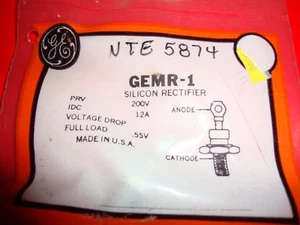 NTE 5874
GE
GEMR-1
SILICON RECTIFIER
PRV 200V
IDC 12A
VOLTAGE DROP
FULL LOAD .55V
MADE IN U.S.A.
ANODE
CATHODE